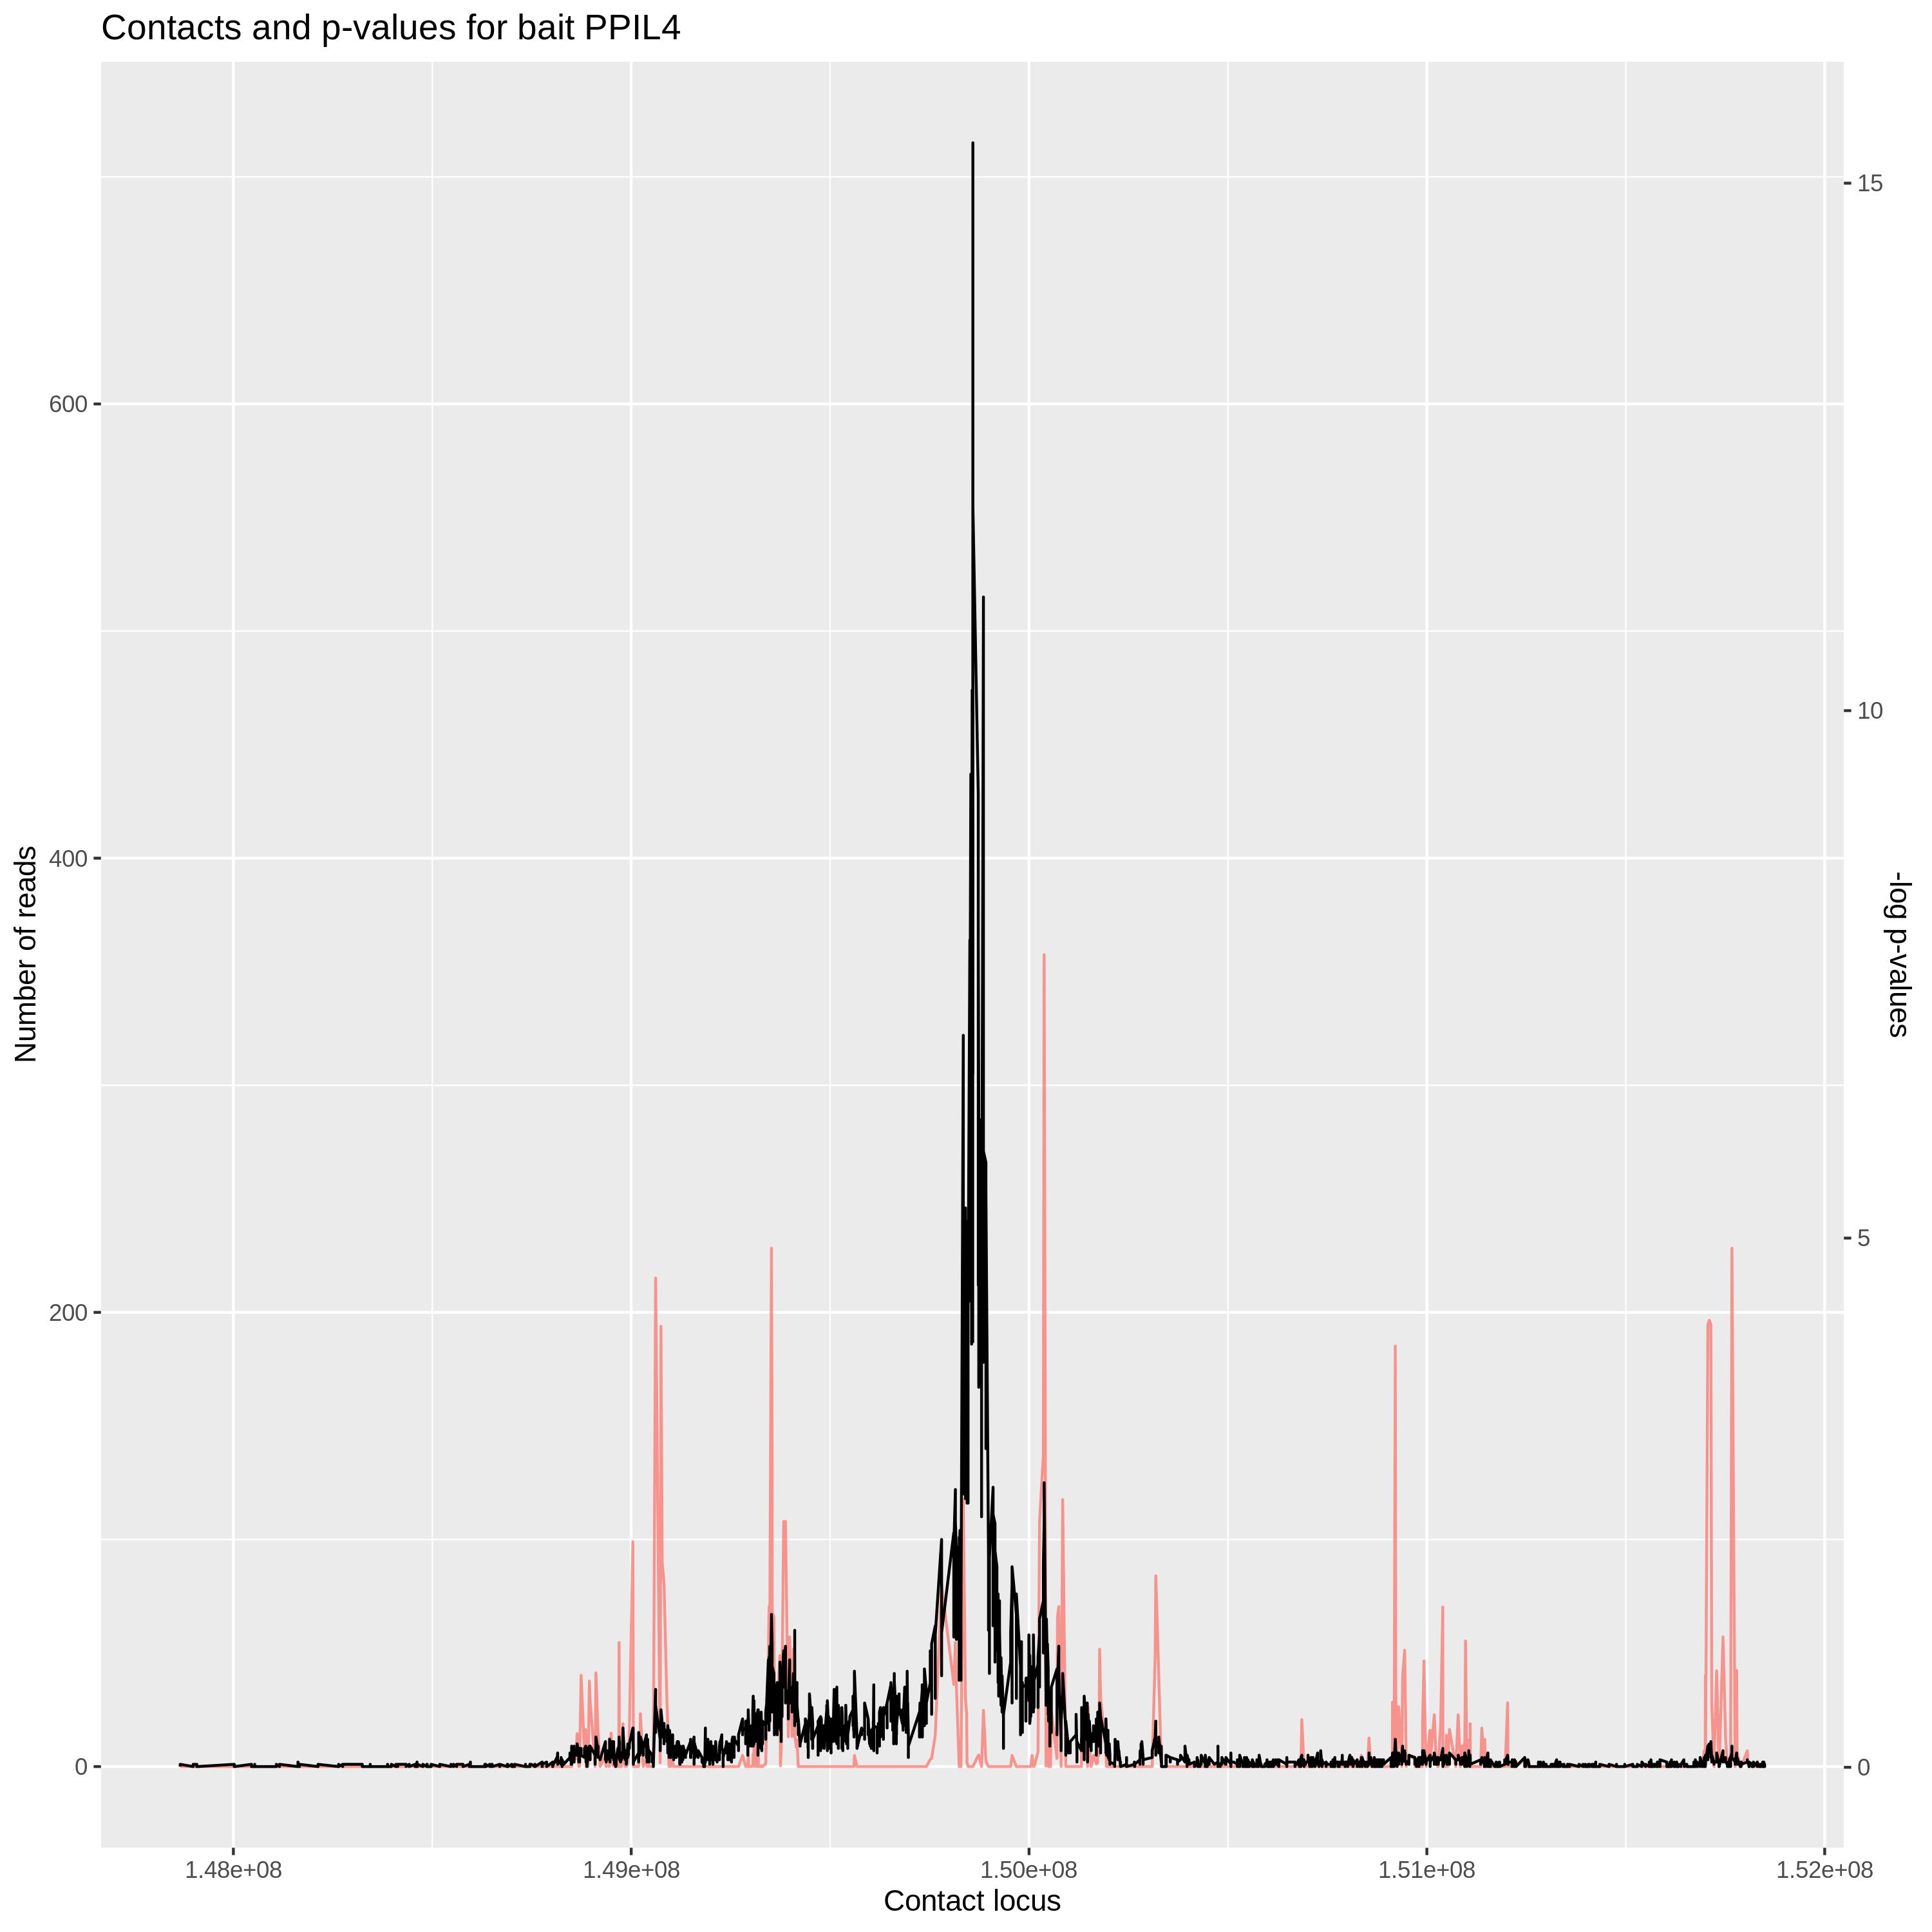 Contacts and p-values for bait PPIL4
Number of reads
600
400
200
0
15
10
5
0
-log p-values
1.48e+08 1.49e+08 1.50e+08 1.51e+08 1.52e+08
Contact locus